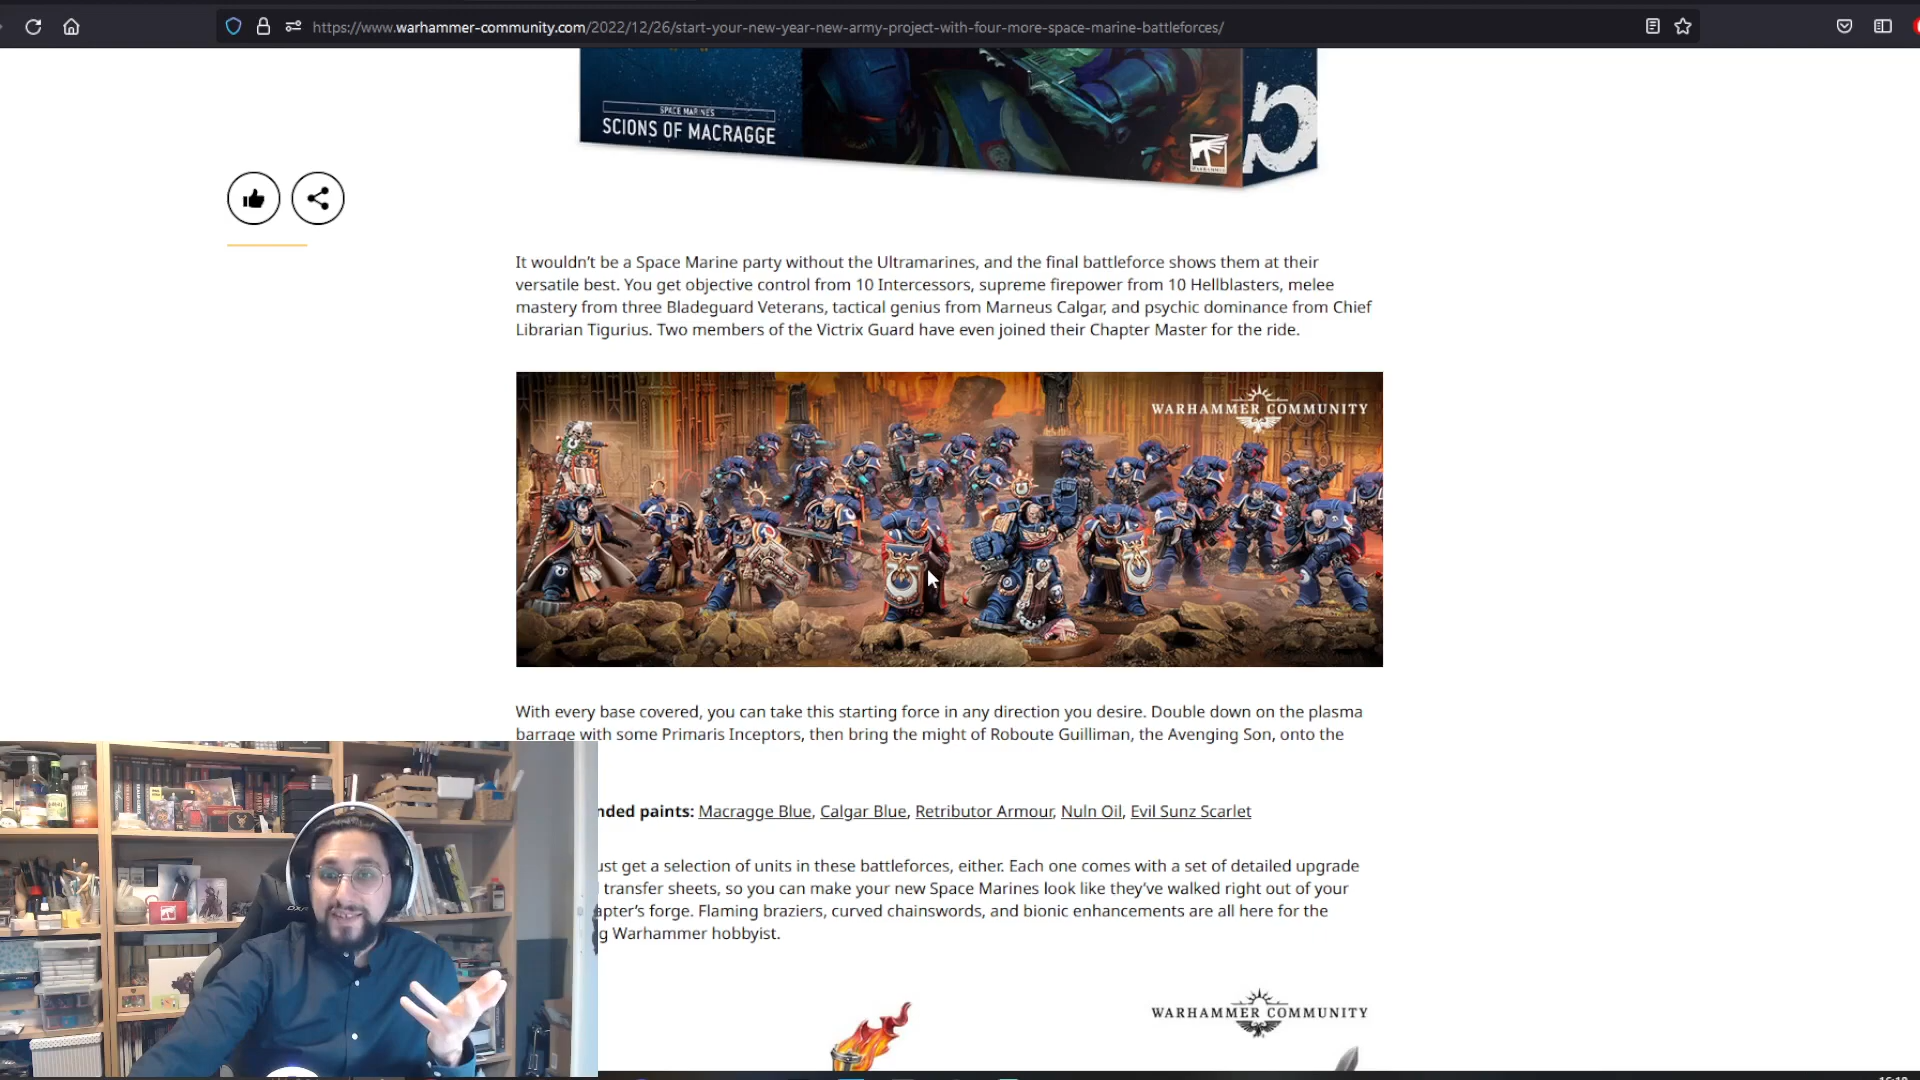 https://www.warhammer-community.com/2022/12/26/start-your-new-year-new-army-project-with-four-more-space-marine-battleforces/
SPACE MARINES
SCIONS OF MACRAGGE
WARHAMMER
It wouldn't be a Space Marine party without the Ultramarines, and the final battleforce shows them at their
versatile best. You get objective control from 10 Intercessors, supreme firepower from 10 Hellblasters, melee
mastery from three Bladeguard Veterans, tactical genius from Marneus Calgar, and psychic dominance from Chief
Librarian Tigurius. Two members of the Victrix Guard have even joined their Chapter Master for the ride.
WARHAMMER COMMUNITY
With every base covered, you can take this starting force in any direction you desire. Double down on the plasma
barrage with some Primaris Inceptors, then bring the might of Roboute Guilliman, the Avenging Son, onto the
nded paints: Macragge Blue, Calgar Blue, Retributor Armour, Nuln Oil, Evil Sunz Scarlet
ust get a selection of units in these battleforces, either. Each one comes with a set of detailed upgrade
transfer sheets, so you can make your new Space Marines look like they've walked right out of your
apter's forge. Flaming braziers, curved chainswords, and bionic enhancements are all here for the
g Warhammer hobbyist.
WARHAMMER COMMUNITY